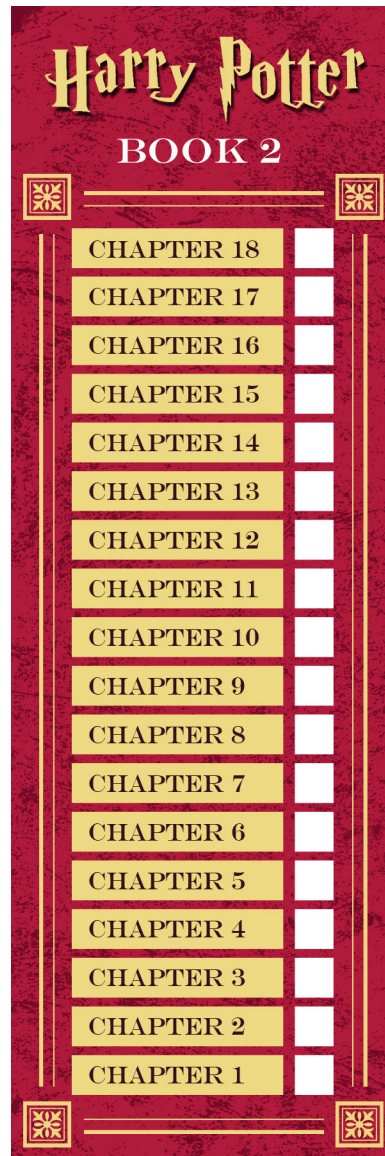 Harry Potter
BOOK 2
CHAPTER 18
CHAPTER 17
CHAPTER 16
CHAPTER 15
CHAPTER 14
CHAPTER 13
CHAPTER 12
CHAPTER 11
CHAPTER 10
CHAPTER 9
CHAPTER 8
CHAPTER 7
CHAPTER 6
CHAPTER 5
CHAPTER 4
CHAPTER 3
CHAPTER 2
CHAPTER 1